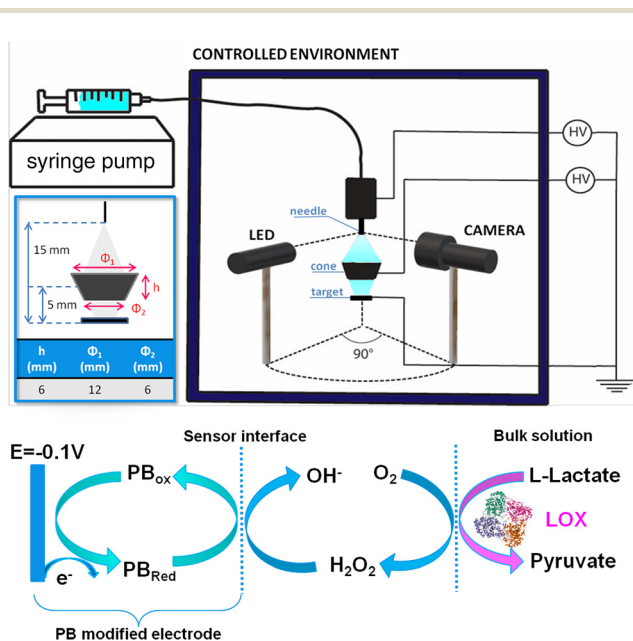 CONTROLLED ENVIRONMENT
syringe pump
HV
HV
needle
LED
CAMERA
cone
target
90°
15 mm
Φ1
h
5 mm
Φ2
h (mm) Φ1 (mm) Φ2 (mm)
6 12 6
Sensor interface Bulk solution
E=-0.1V
PBox OH- O2 L-Lactate
LOX
e- PBRed H2O2 Pyruvate
PB modified electrode